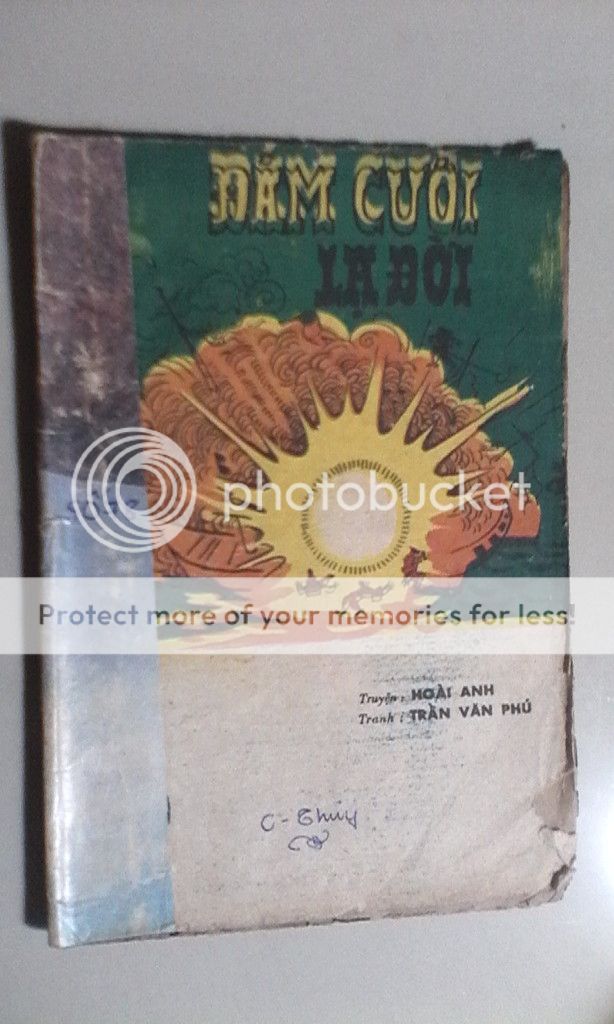 ĐÁM CƯỚI
LẠ ĐỜI
photobucket
Protect more of your memories for less!
Truyện: HOÀI ANH
Tranh: TRẦN VĂN PHÚ
C-Thúy